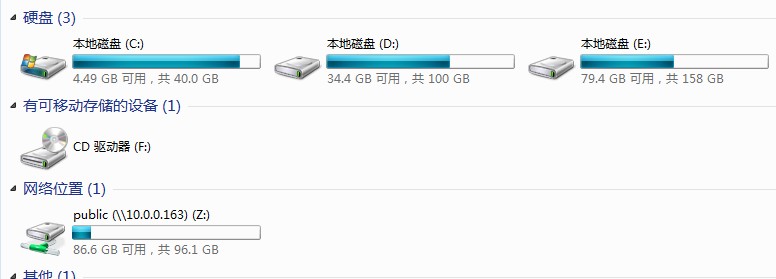 硬盘 (3)
本地磁盘 (C:)
4.49 GB 可用，共 40.0 GB
本地磁盘 (D:)
34.4 GB 可用，共 100 GB
本地磁盘 (E:)
79.4 GB 可用，共 158 GB
有可移动存储的设备 (1)
CD 驱动器 (F:)
网络位置 (1)
public (\\10.0.0.163) (Z:)
86.6 GB 可用，共 96.1 GB
其他 (1)